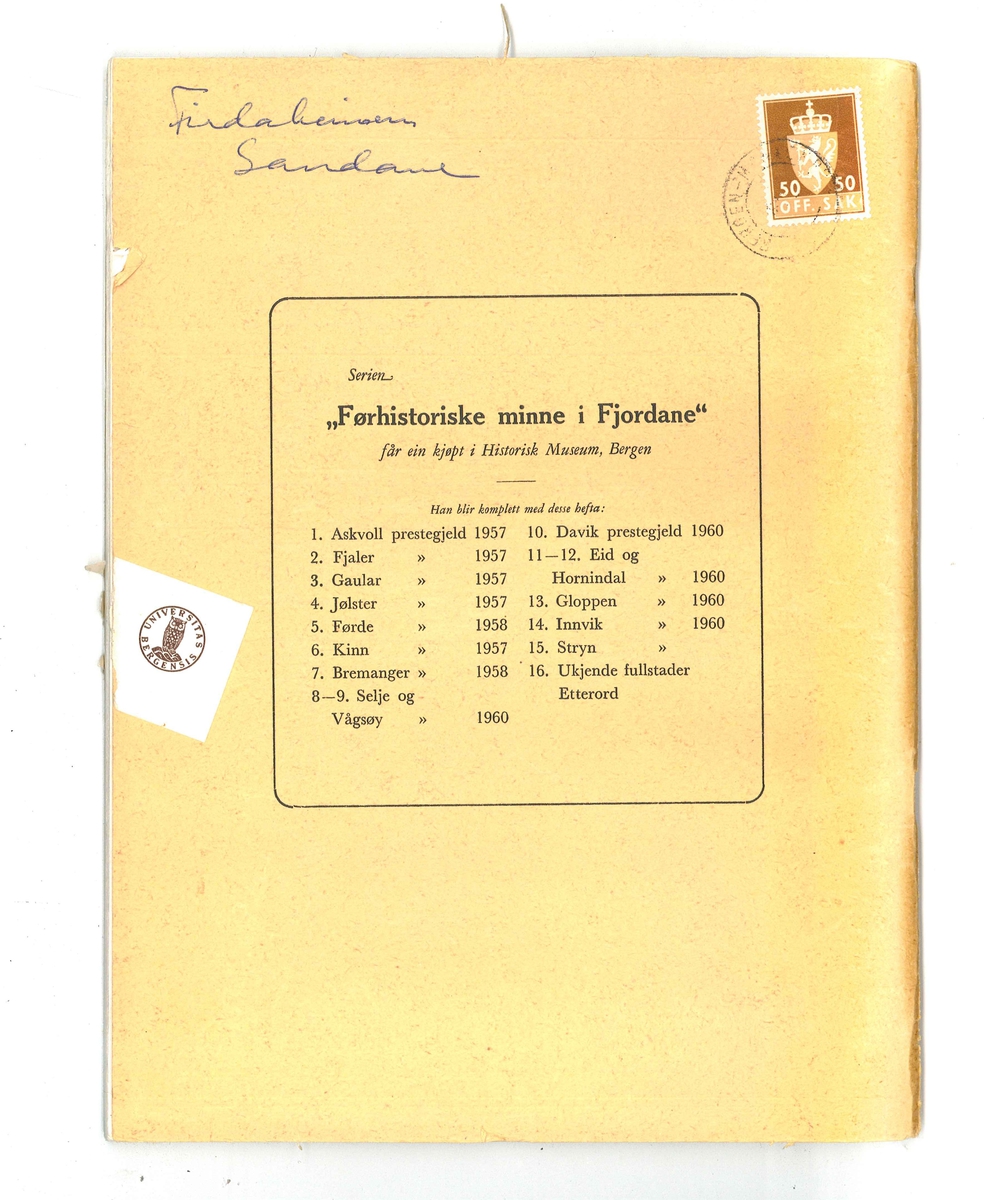 Firdaheimen
Sandane
50 50
OFF. SAK
BERGEN
Serien
„Førhistoriske minne i Fjordane“
får ein kjøpt i Historisk Museum, Bergen
Han blir komplett med desse hefta:
1. Askvoll prestegjeld 1957
2. Fjaler » 1957
3. Gaular » 1957
4. Jølster » 1957
5. Førde » 1958
6. Kinn » 1957
7. Bremanger » 1958
8—9. Selje og
Vågsøy » 1960
10. Davik prestegjeld 1960
11—12. Eid og
Hornindal » 1960
13. Gloppen » 1960
14. Innvik » 1960
15. Stryn »
16. Ukjende fullstader
Etterord
UNIVERSITAS
BERGENSIS